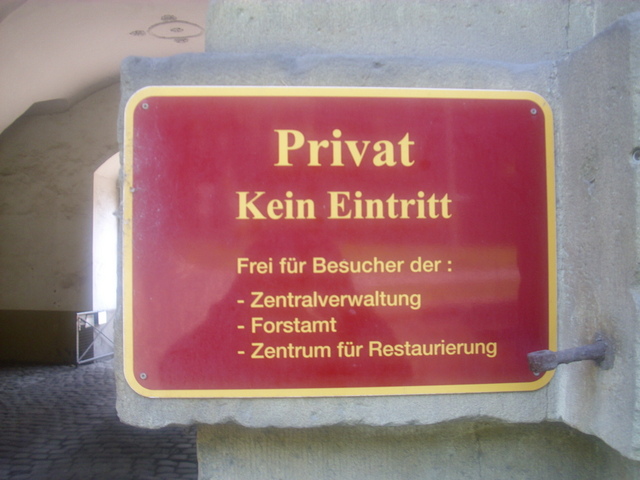 Privat
Kein Eintritt
Frei für Besucher der :
- Zentralverwaltung
- Forstamt
- Zentrum für Restaurierung